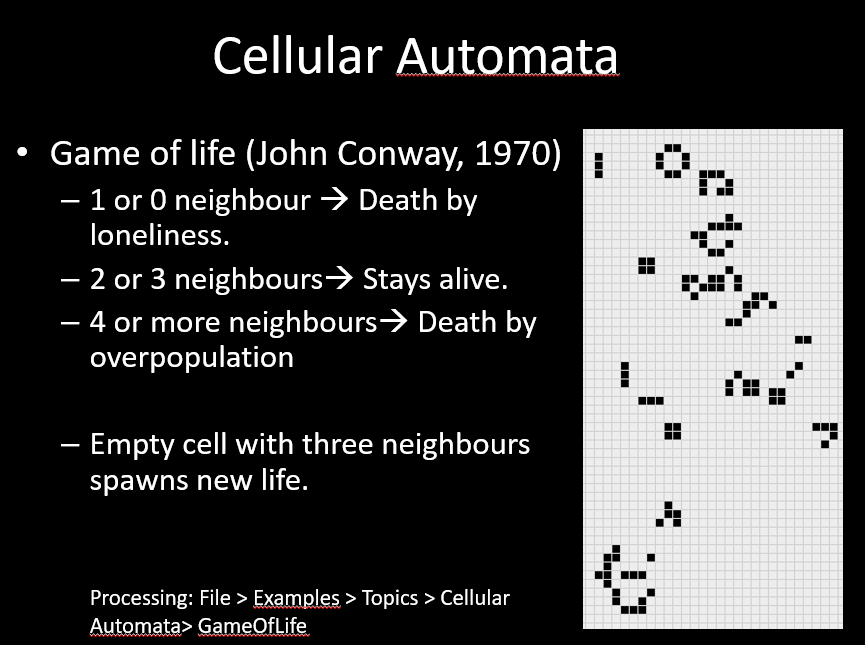 Cellular Automata
• Game of life (John Conway, 1970)
– 1 or 0 neighbour → Death by
loneliness.
– 2 or 3 neighbours→ Stays alive.
– 4 or more neighbours→ Death by
overpopulation
– Empty cell with three neighbours
spawns new life.
Processing: File > Examples > Topics > Cellular
Automata> GameOfLife